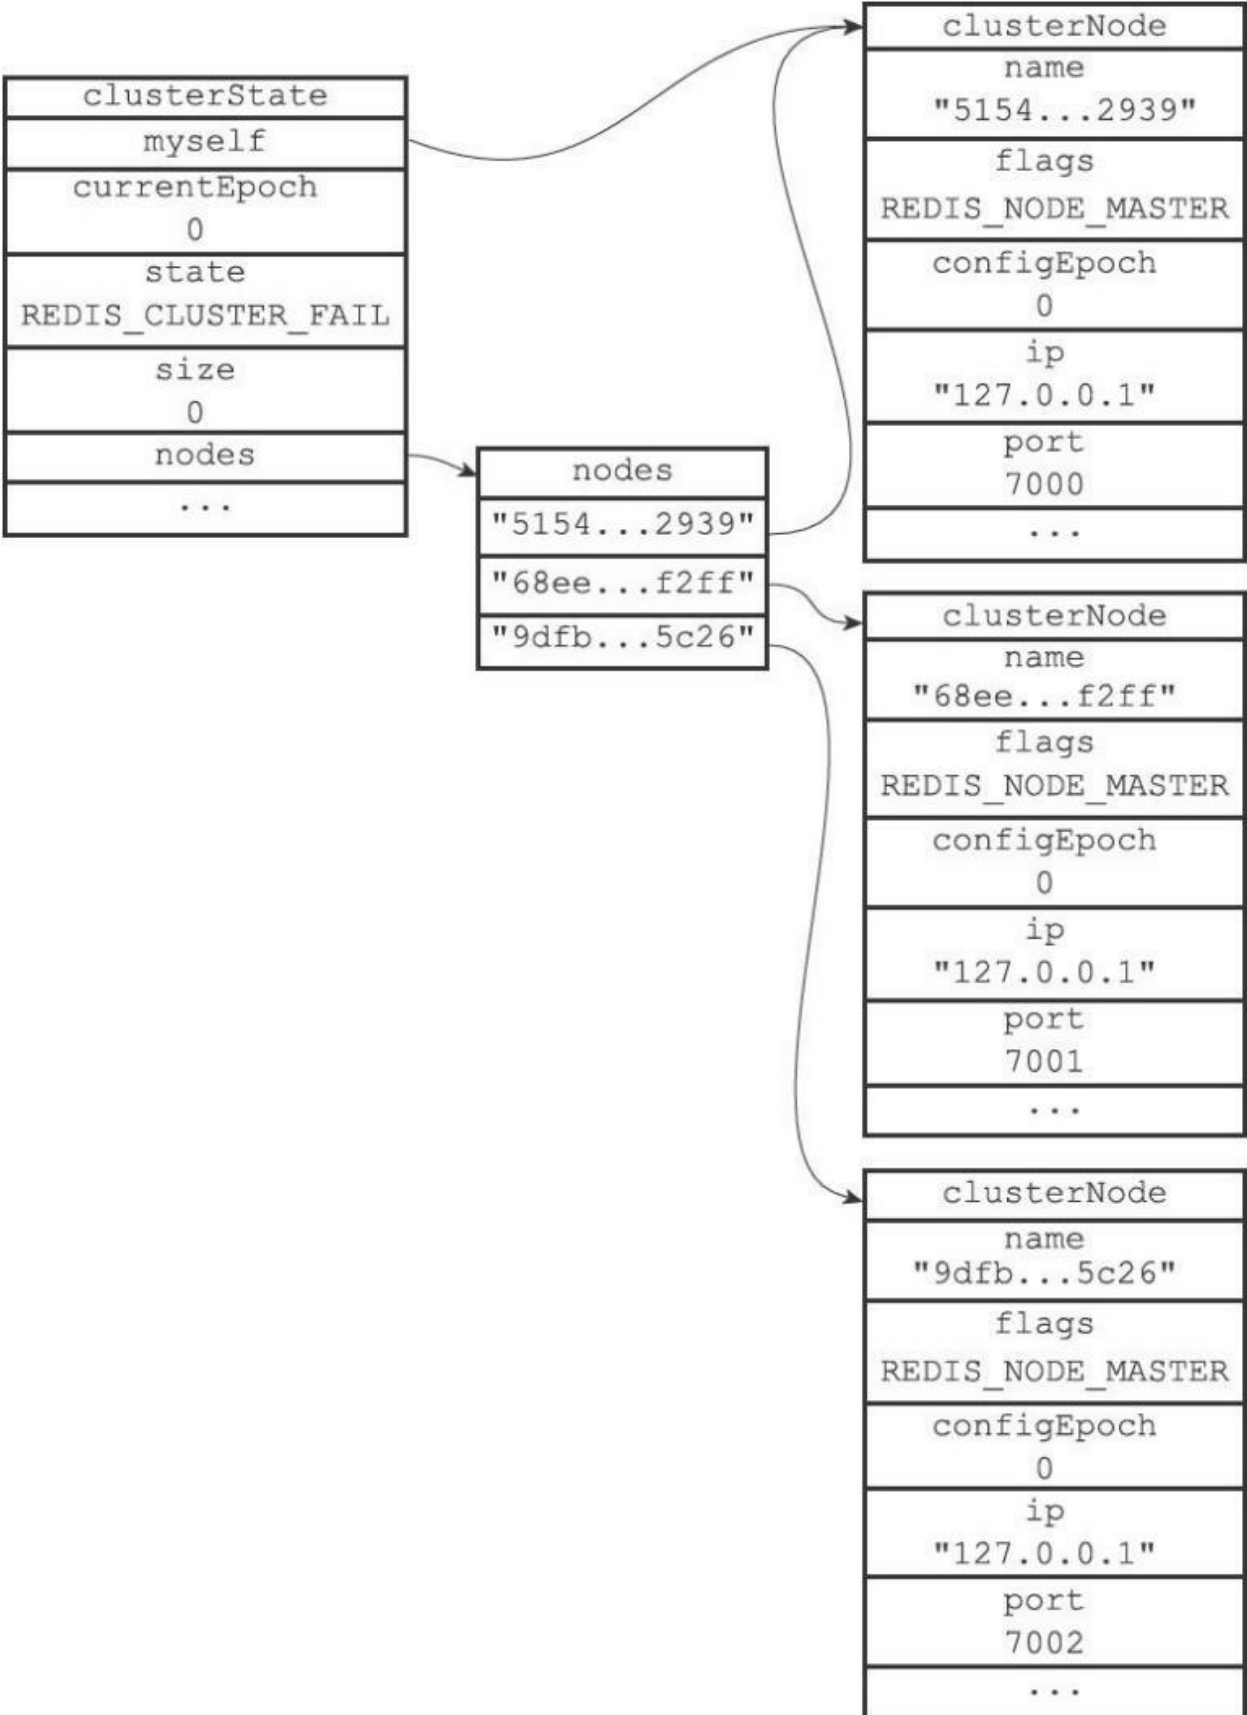 clusterState
myself
currentEpoch
0
state
REDIS_CLUSTER_FAIL
size
0
nodes
...
nodes
"5154...2939"
"68ee...f2ff"
"9dfb...5c26"
clusterNode
name
"5154...2939"
flags
REDIS_NODE_MASTER
configEpoch
0
ip
"127.0.0.1"
port
7000
...
clusterNode
name
"68ee...f2ff"
flags
REDIS_NODE_MASTER
configEpoch
0
ip
"127.0.0.1"
port
7001
...
clusterNode
name
"9dfb...5c26"
flags
REDIS_NODE_MASTER
configEpoch
0
ip
"127.0.0.1"
port
7002
...